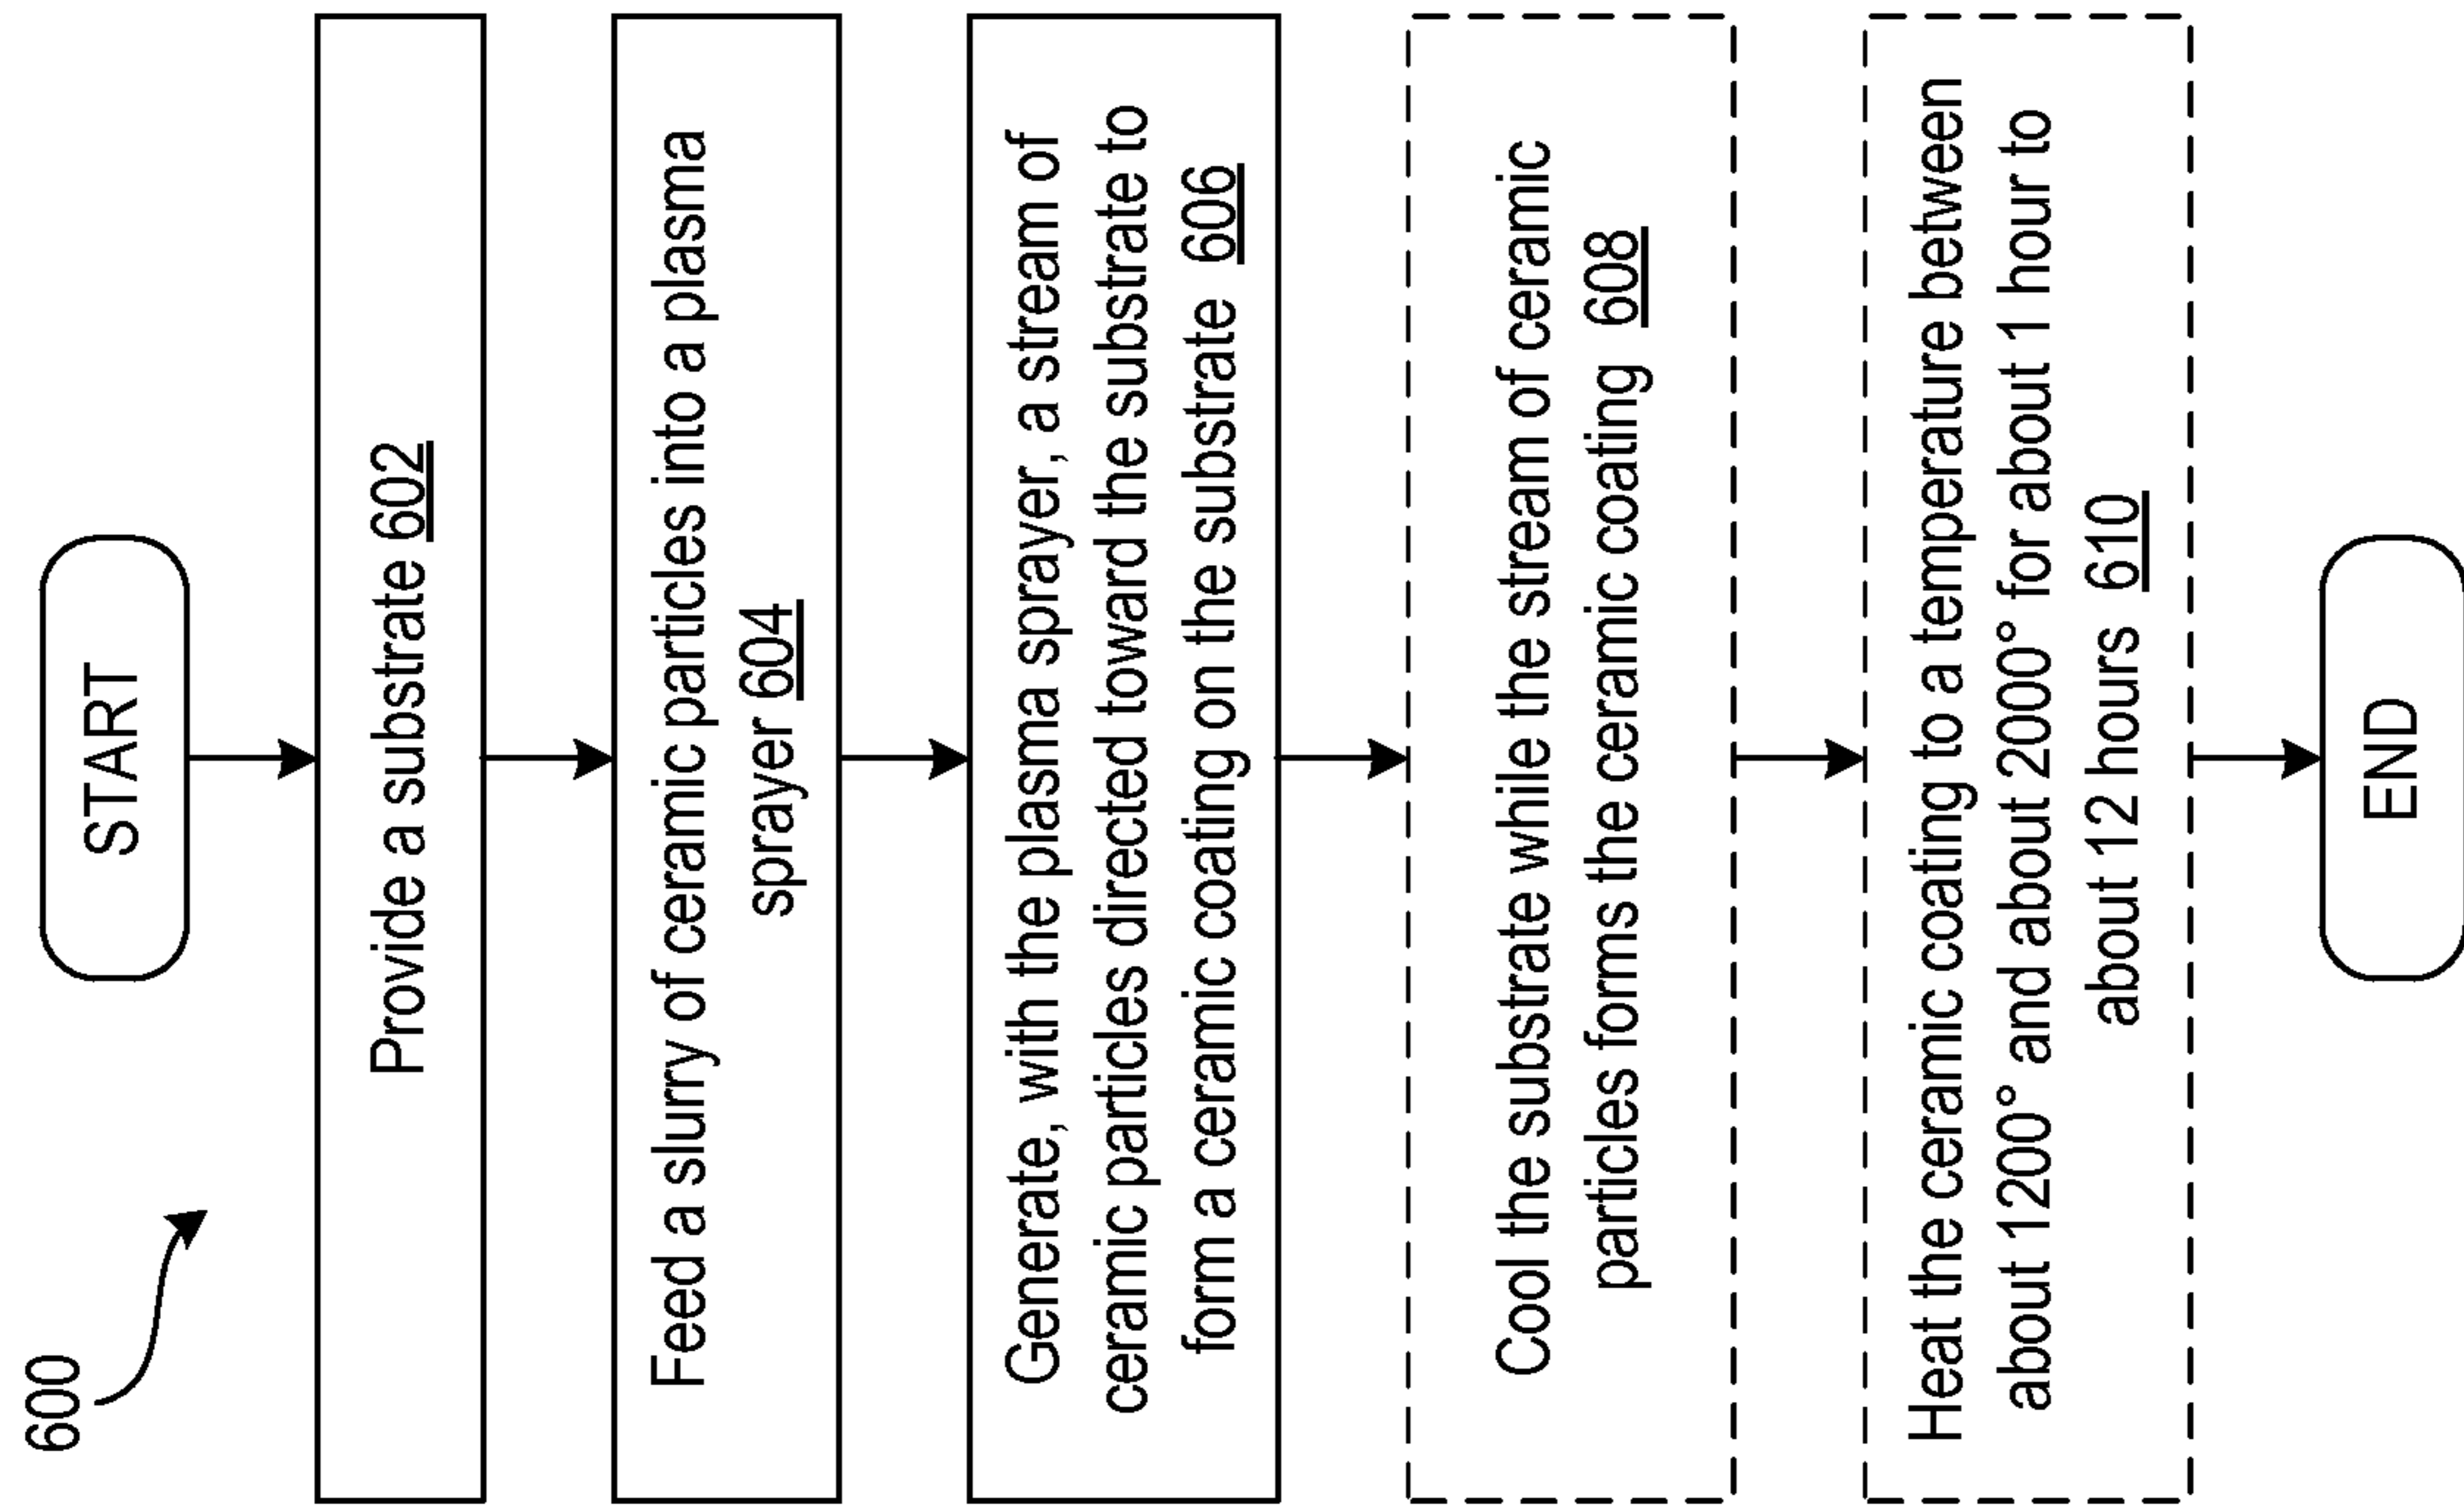 600
START
Provide a substrate 602
Feed a slurry of ceramic particles into a plasma
sprayer 604
Generate, with the plasma sprayer, a stream of
ceramic particles directed toward the substrate to
form a ceramic coating on the substrate 606
Cool the substrate while the stream of ceramic
particles forms the ceramic coating 608
Heat the ceramic coating to a temperature between
about 1200° and about 2000° for about 1 hour to
about 12 hours 610
END